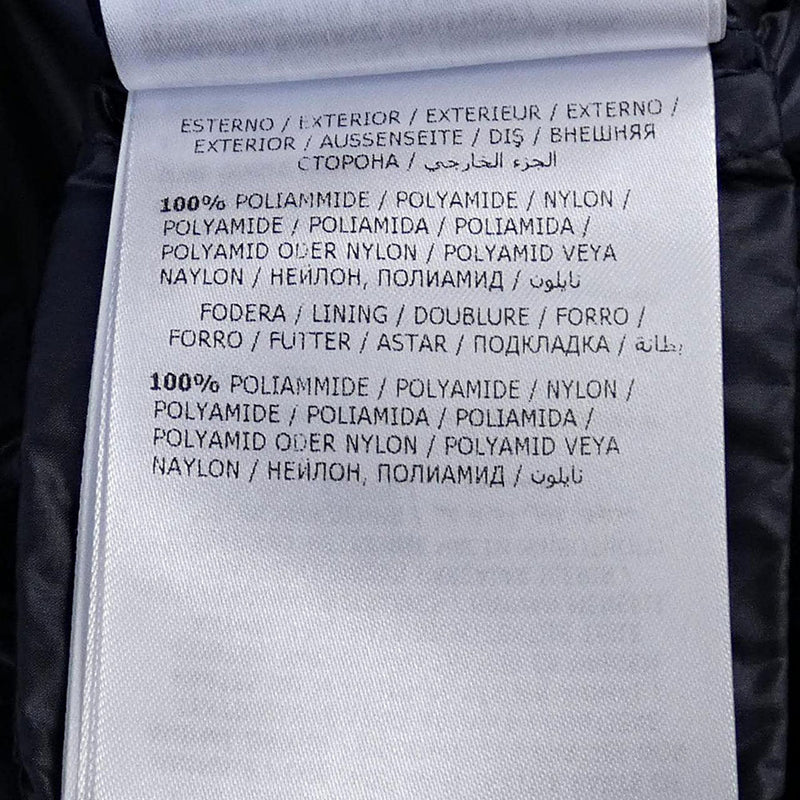 ESTERNO / EXTERIOR / EXTERIEUR / EXTERNO /
EXTERIOR / AUSSENSEITE / DIŞ / ВНЕШНЯЯ
СТОРОНА / الجزء الخارجي
100% POLIAMMIDE / POLYAMIDE / NYLON /
POLYAMIDE / POLIAMIDA / POLIAMIDA /
POLYAMID ODER NYLON / POLYAMID VEYA
NAYLON / НЕЙЛОН, ПОЛИАМИД / نايلون
FODERA / LINING / DOUBLURE / FORRO /
FORRO / FUTTER / ASTAR / ПОДКЛАДКА / بطانة
100% POLIAMMIDE / POLYAMIDE / NYLON /
POLYAMIDE / POLIAMIDA / POLIAMIDA /
POLYAMID ODER NYLON / POLYAMID VEYA
NAYLON / НЕЙЛОН, ПОЛИАМИД / نايلون